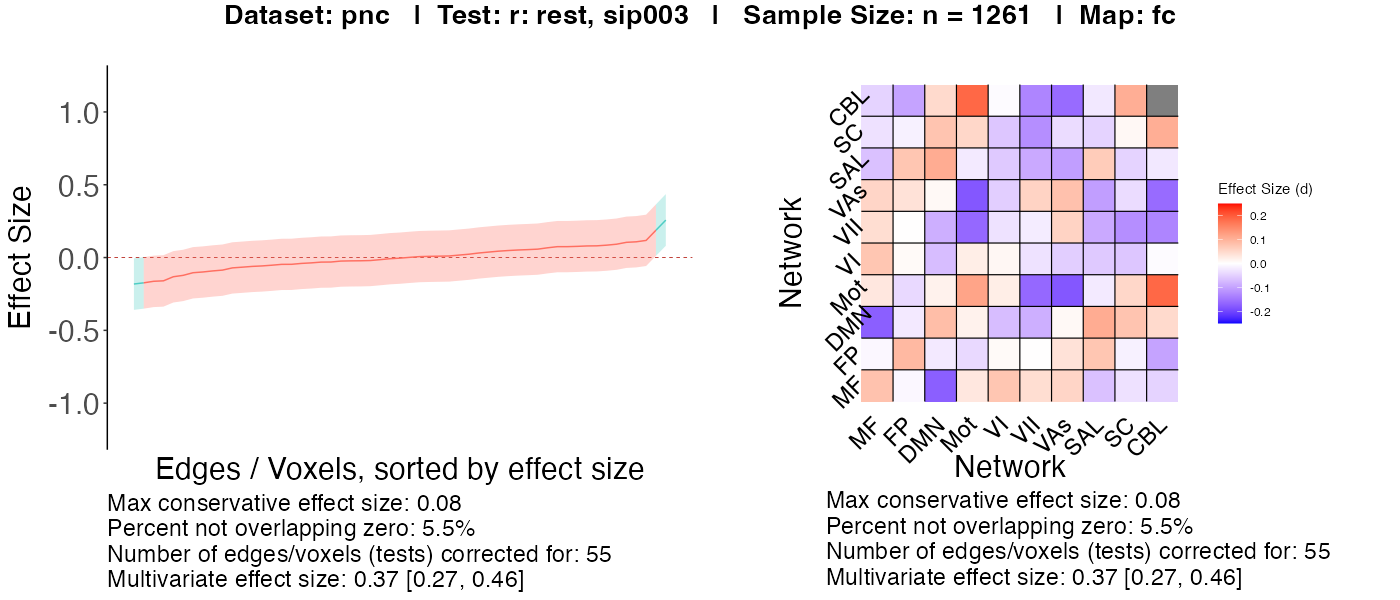 Dataset: pnc | Test: r: rest, sip003 | Sample Size: n = 1261 | Map: fc
Effect Size
1.0
0.5
0.0
-0.5
-1.0
Edges / Voxels, sorted by effect size
Max conservative effect size: 0.08
Percent not overlapping zero: 5.5%
Number of edges/voxels (tests) corrected for: 55
Multivariate effect size: 0.37 [0.27, 0.46]
Network
CBL
SC
SAL
VAs
VII
VI
Mot
DMN
FP
MF
MF FP DMN Mot VI VII VAs SAL SC CBL
Network
Effect Size (d)
0.2
0.1
0.0
-0.1
-0.2
Max conservative effect size: 0.08
Percent not overlapping zero: 5.5%
Number of edges/voxels (tests) corrected for: 55
Multivariate effect size: 0.37 [0.27, 0.46]